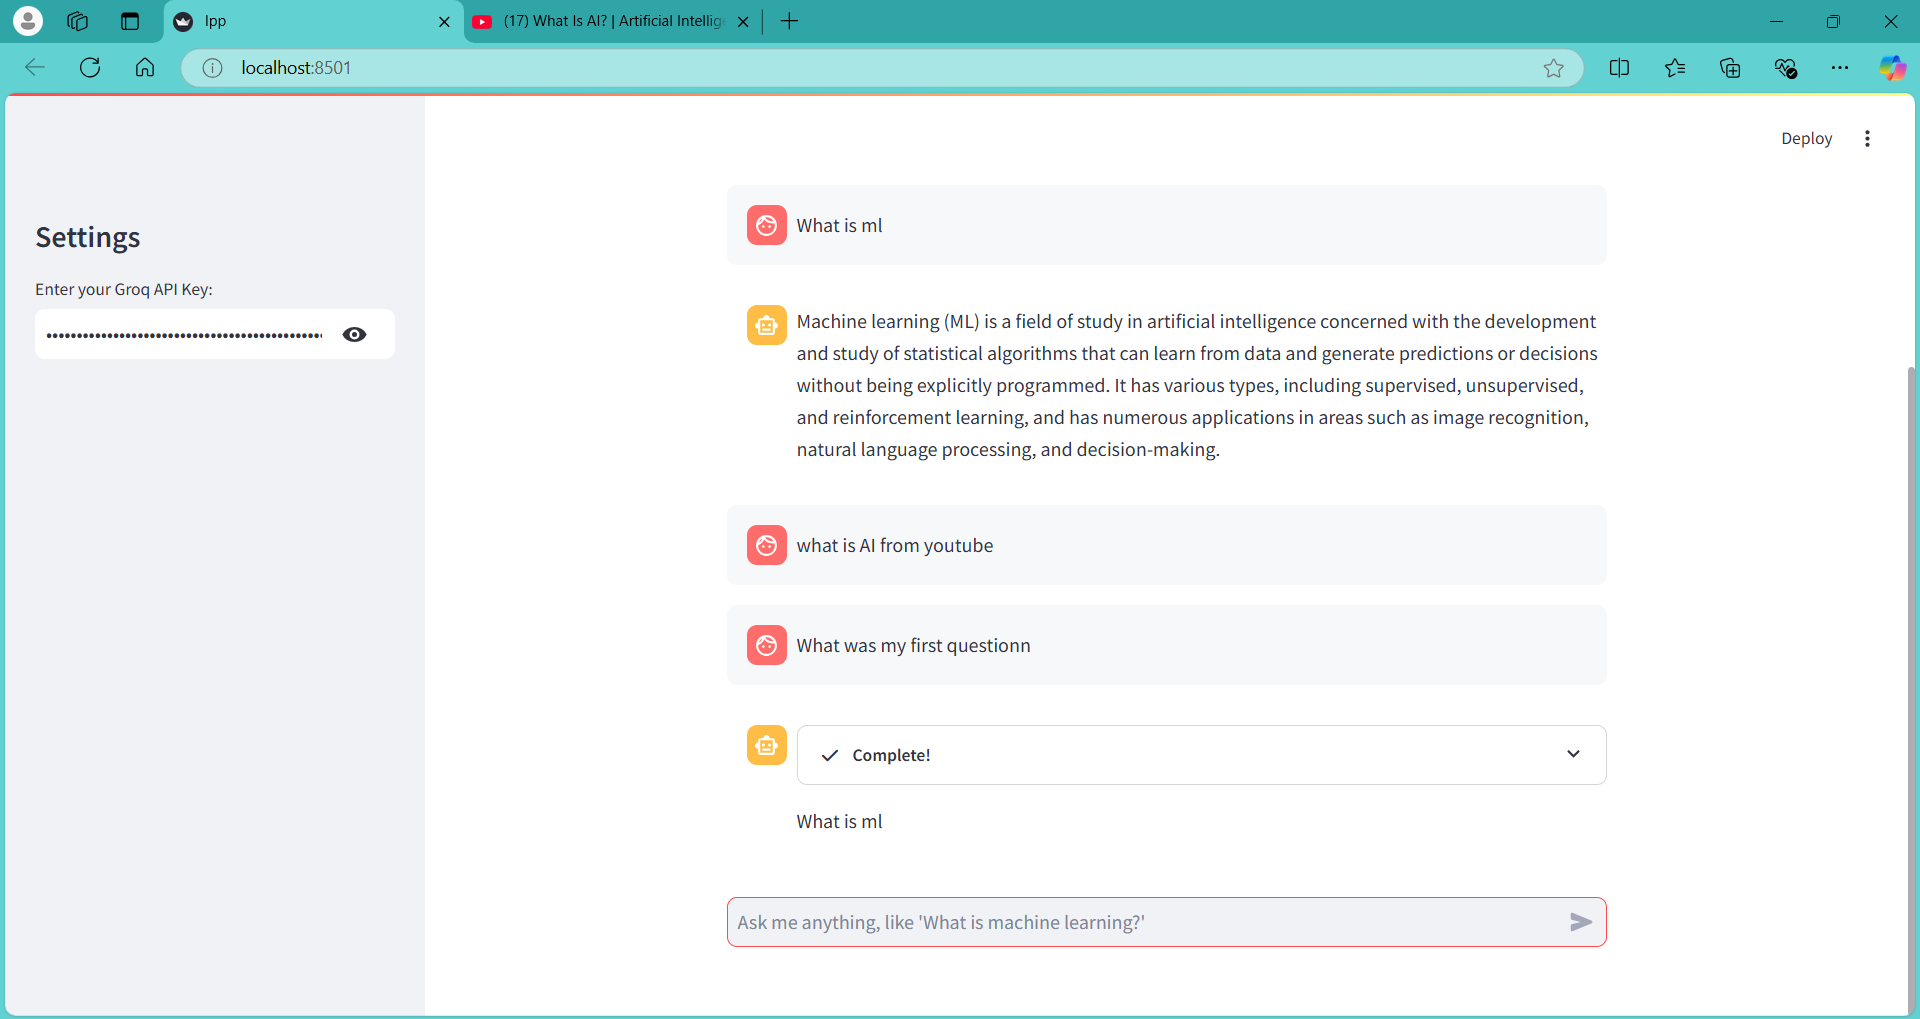 lpp
(17) What Is AI? | Artificial Intellige
localhost:8501
Deploy
Settings
Enter your Groq API Key:
What is ml
Machine learning (ML) is a field of study in artificial intelligence concerned with the development
and study of statistical algorithms that can learn from data and generate predictions or decisions
without being explicitly programmed. It has various types, including supervised, unsupervised,
and reinforcement learning, and has numerous applications in areas such as image recognition,
natural language processing, and decision-making.
what is AI from youtube
What was my first questionn
Complete!
What is ml
Ask me anything, like 'What is machine learning?'